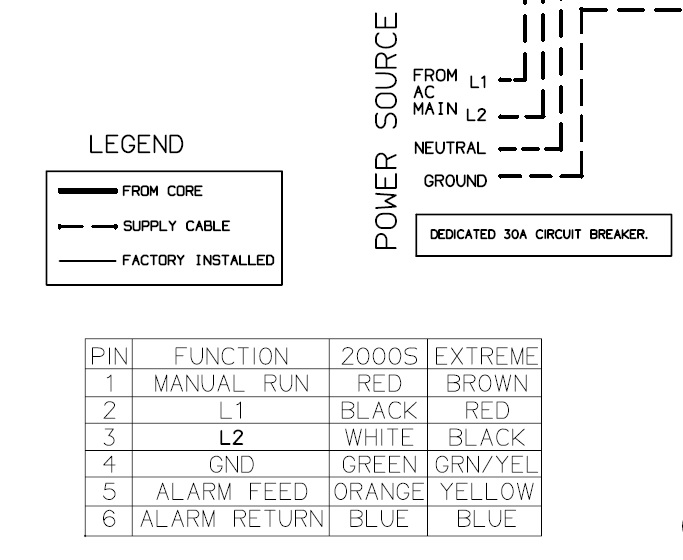 POWER SOURCE
FROM AC MAIN L1
L2
NEUTRAL
GROUND
DEDICATED 30A CIRCUIT BREAKER.
LEGEND
FROM CORE
SUPPLY CABLE
FACTORY INSTALLED
PIN FUNCTION 2000S EXTREME
1 MANUAL RUN RED BROWN
2 L1 BLACK RED
3 L2 WHITE BLACK
4 GND GREEN GRN/YEL
5 ALARM FEED ORANGE YELLOW
6 ALARM RETURN BLUE BLUE